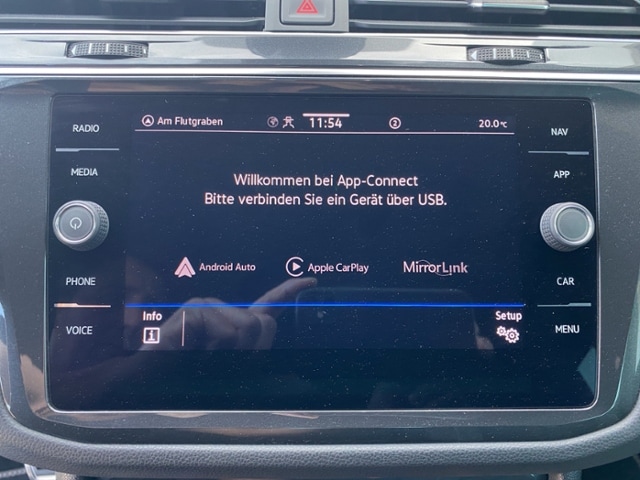 RADIO
MEDIA
PHONE
VOICE
Am Flutgraben
11:54
2
20.0°C
Willkommen bei App-Connect
Bitte verbinden Sie ein Gerät über USB.
Android Auto
Apple CarPlay
MirrorLink
Info
Setup
NAV
APP
CAR
MENU